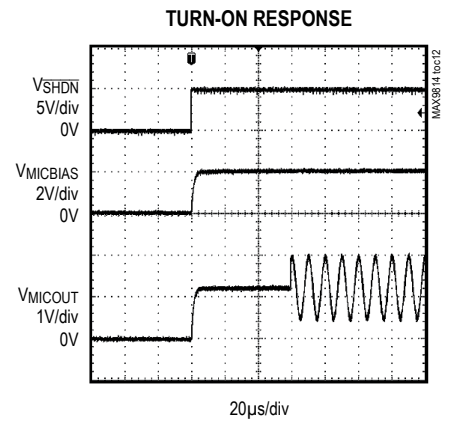 TURN-ON RESPONSE
VSHDN
5V/div
0V
VMICBIAS
2V/div
0V
VMICOUT
1V/div
0V
20µs/div
MAX9814 toc12